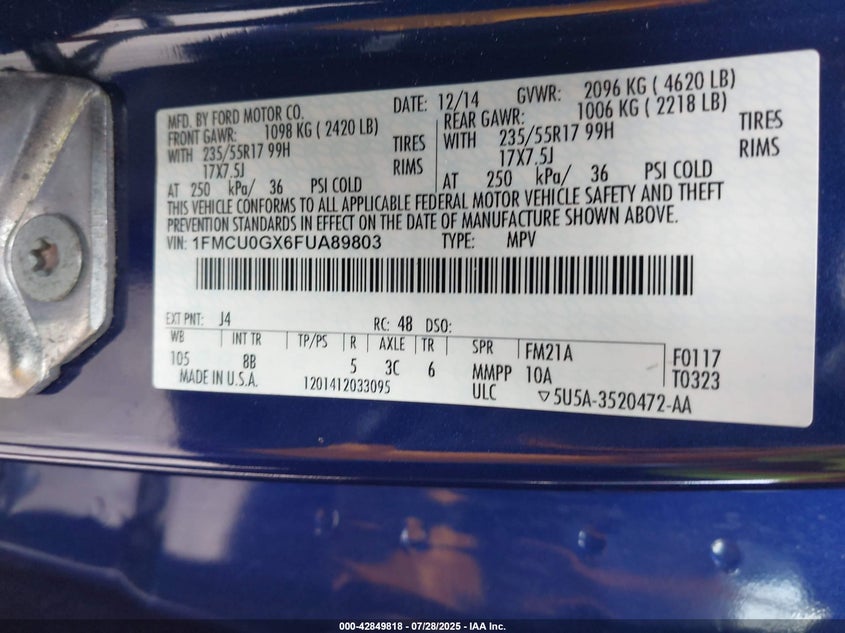 MFD. BY FORD MOTOR CO. DATE: 12/14 GVWR: 2096 KG ( 4620 LB)
FRONT GAWR: 1098 KG ( 2420 LB) REAR GAWR: 1006 KG ( 2218 LB)
WITH 235/55R17 99H TIRES WITH 235/55R17 99H TIRES
17X7.5J RIMS 17X7.5J RIMS
AT 250 kPa/ 36 PSI COLD AT 250 kPa/ 36 PSI COLD
THIS VEHICLE CONFORMS TO ALL APPLICABLE FEDERAL MOTOR VEHICLE SAFETY AND THEFT
PREVENTION STANDARDS IN EFFECT ON THE DATE OF MANUFACTURE SHOWN ABOVE.
VIN: 1FMCU0GX6FUA89803 TYPE: MPV
EXT PNT: J4 RC: 48 DSO:
WB INT TR TP/PS R AXLE TR SPR FM21A F0117
105 8B 5 3C 6 MMPP 10A T0323
MADE IN U.S.A. 1201412033095 ULC ▽5U5A-3520472-AA
000-42849818 - 07/28/2025 - IAA Inc.